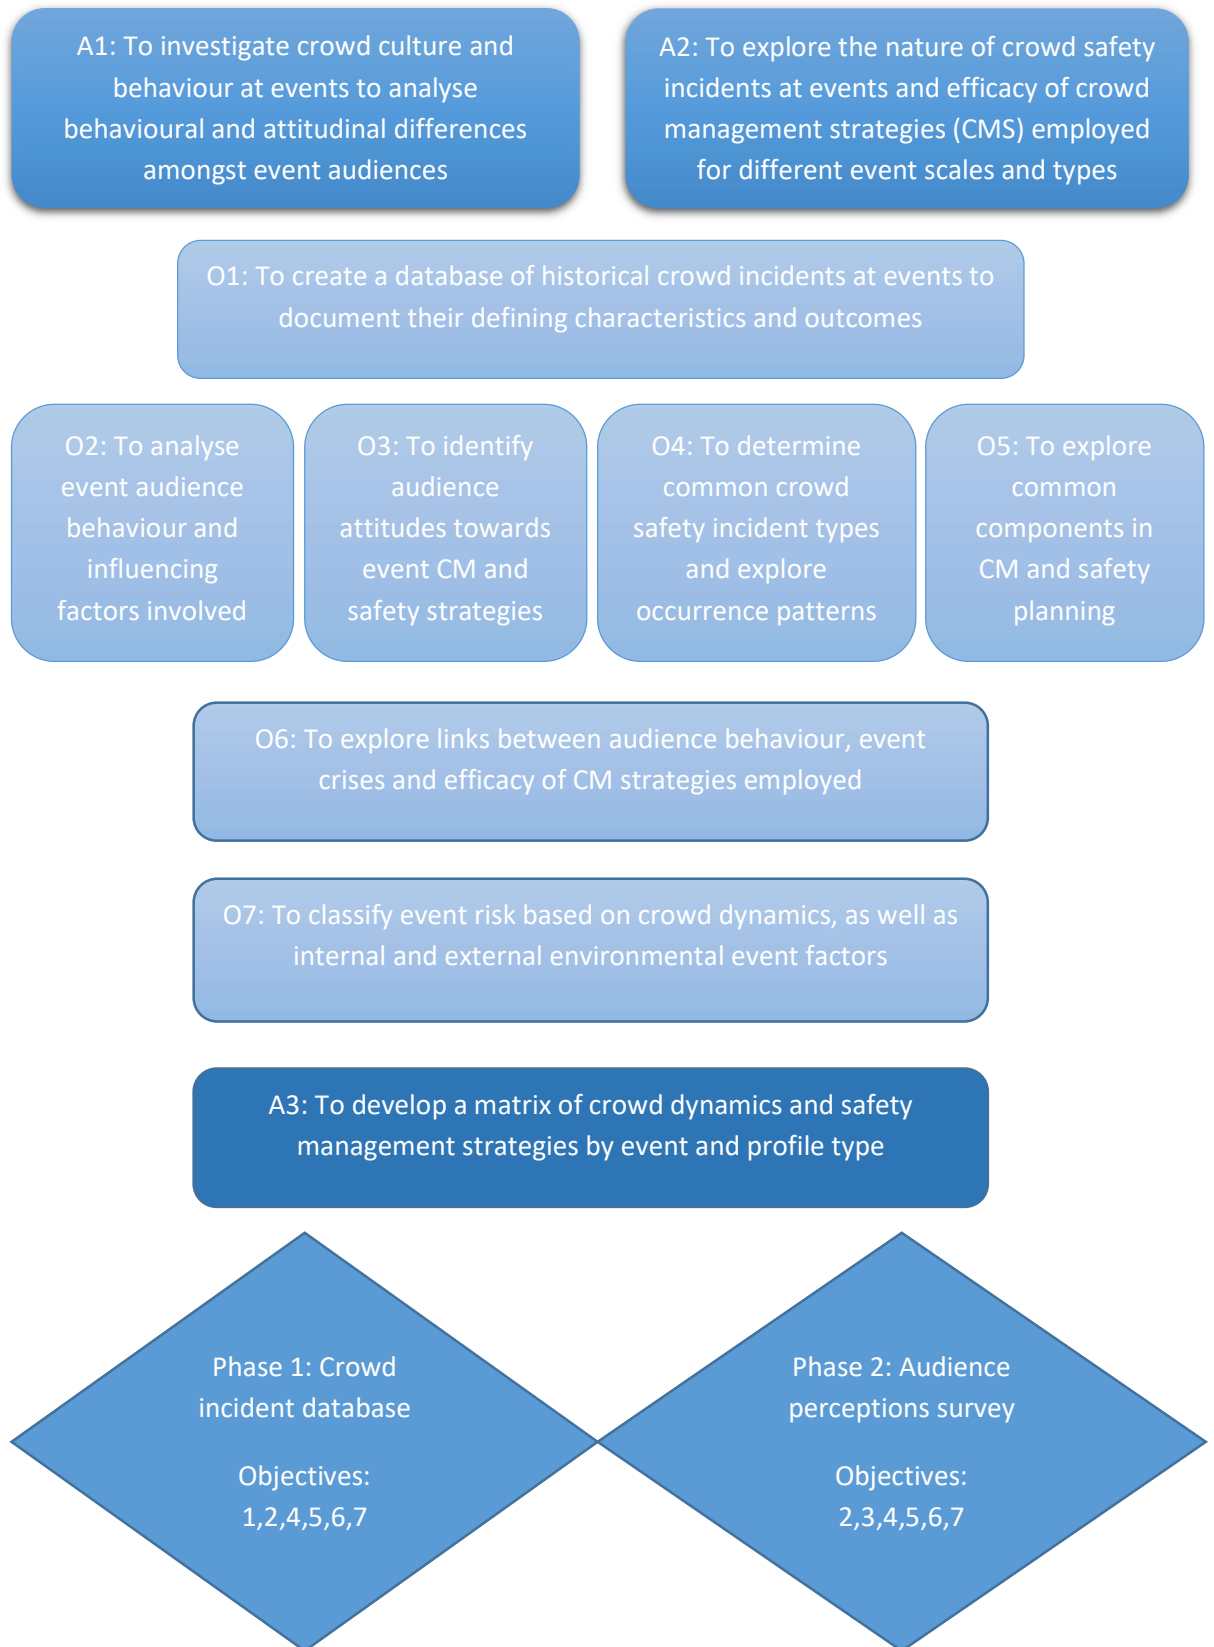 A1: To investigate crowd culture and
behaviour at events to analyse
behavioural and attitudinal differences
amongst event audiences
A2: To explore the nature of crowd safety
incidents at events and efficacy of crowd
management strategies (CMS) employed
for different event scales and types
O1: To create a database of historical crowd incidents at events to
document their defining characteristics and outcomes
O2: To analyse
event audience
behaviour and
influencing
factors involved
O3: To identify
audience
attitudes towards
event CM and
safety strategies
O4: To determine
common crowd
safety incident types
and explore
occurrence patterns
O5: To explore
common
components in
CM and safety
planning
O6: To explore links between audience behaviour, event
crises and efficacy of CM strategies employed
O7: To classify event risk based on crowd dynamics, as well as
internal and external environmental event factors
A3: To develop a matrix of crowd dynamics and safety
management strategies by event and profile type
Phase 1: Crowd
incident database
Objectives:
1,2,4,5,6,7
Phase 2: Audience
perceptions survey
Objectives:
2,3,4,5,6,7